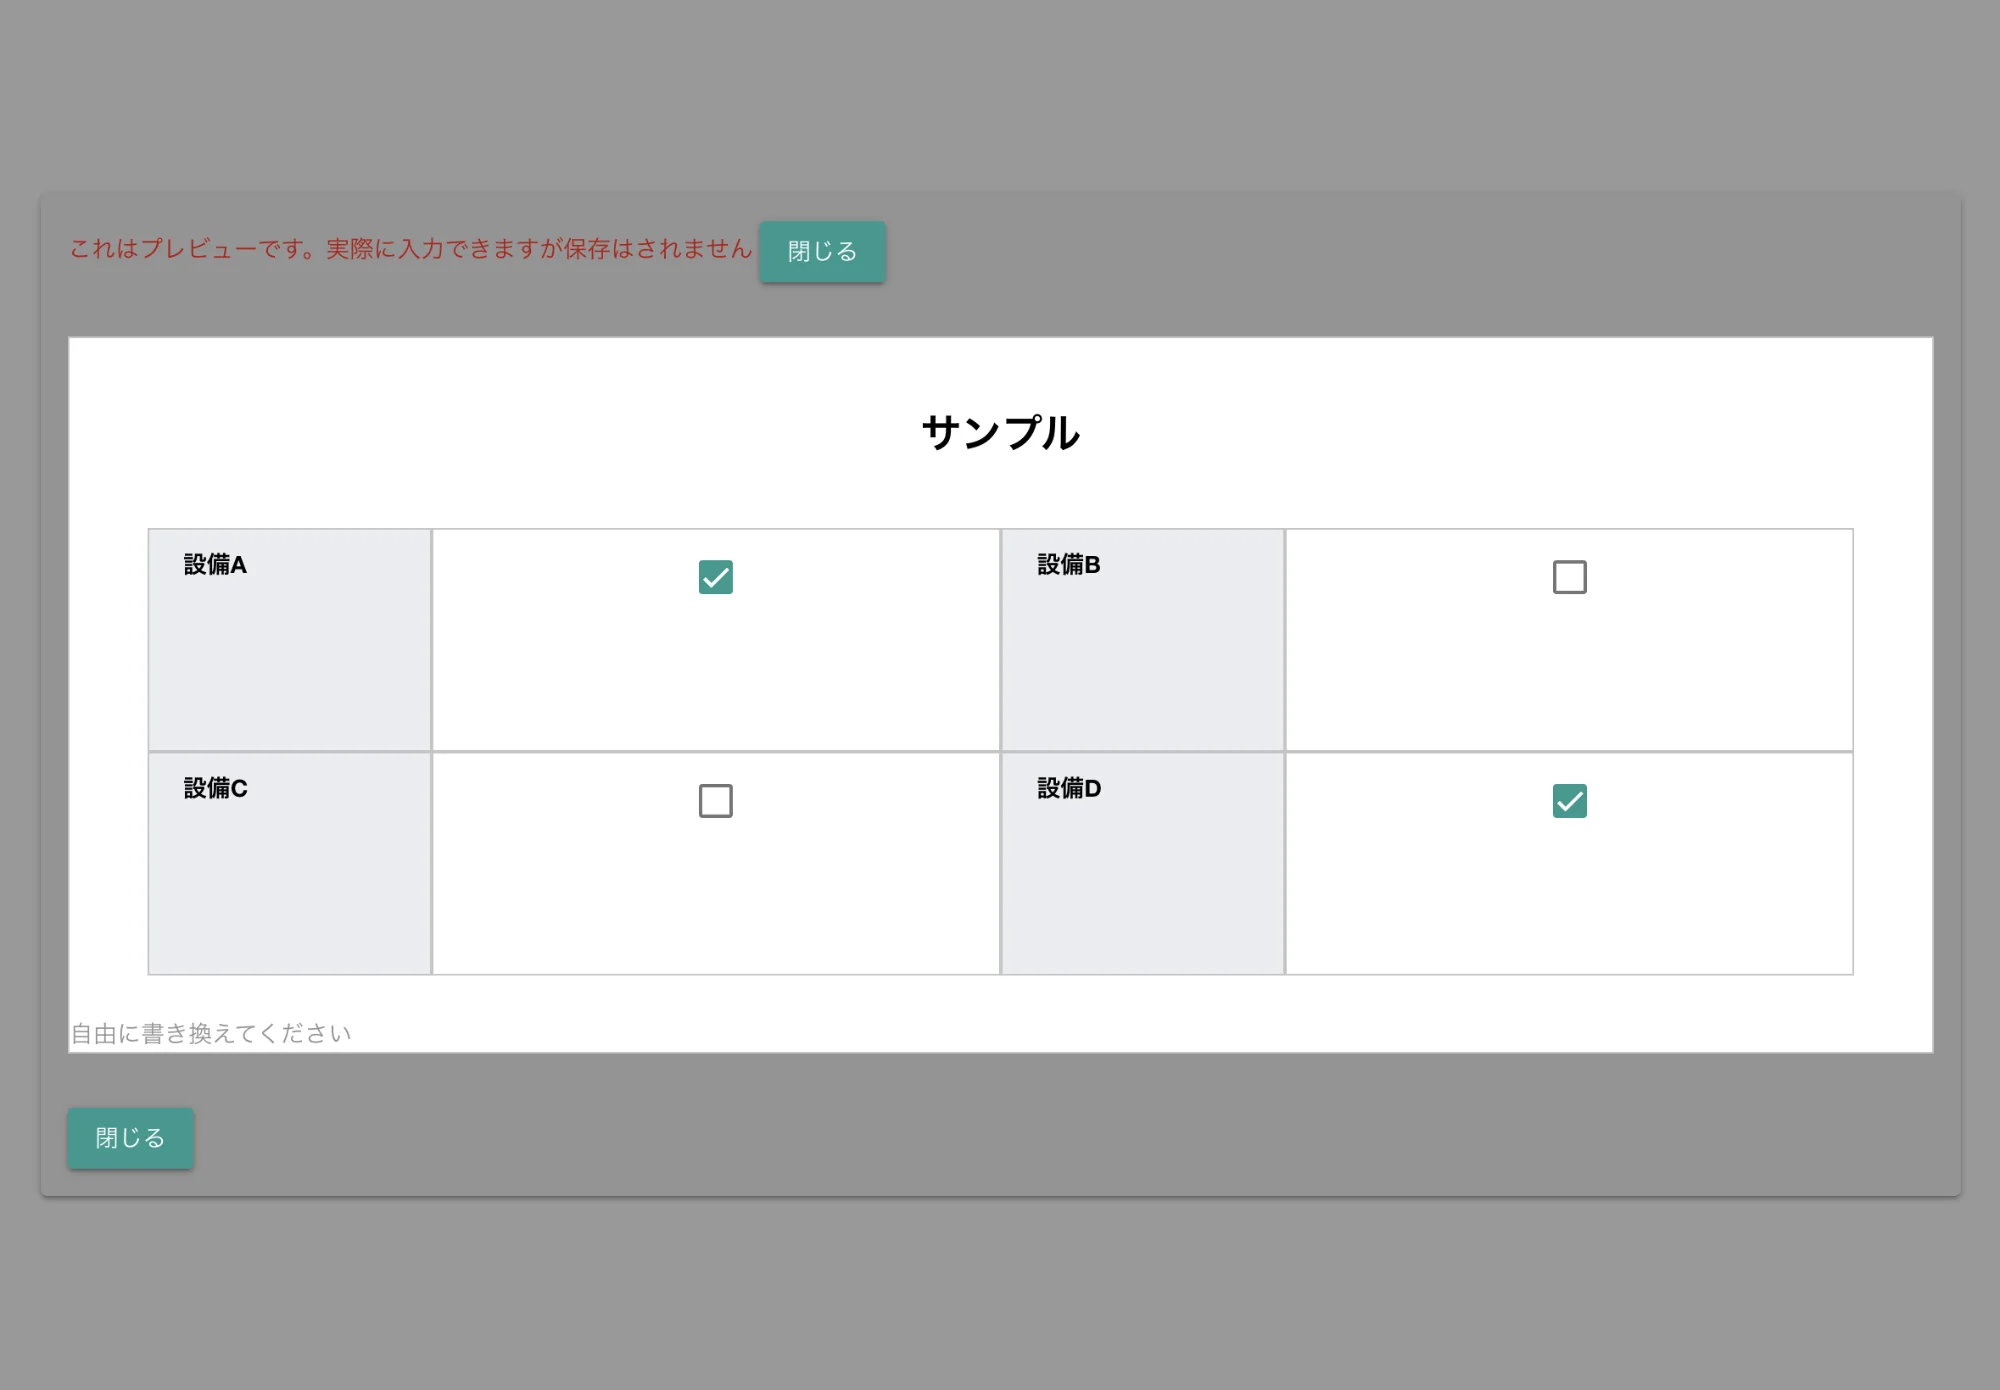 これはプレビューです。実際に入力できますが保存はされません 閉じる
サンプル
設備A 設備B
設備C 設備D
自由に書き換えてください
閉じる